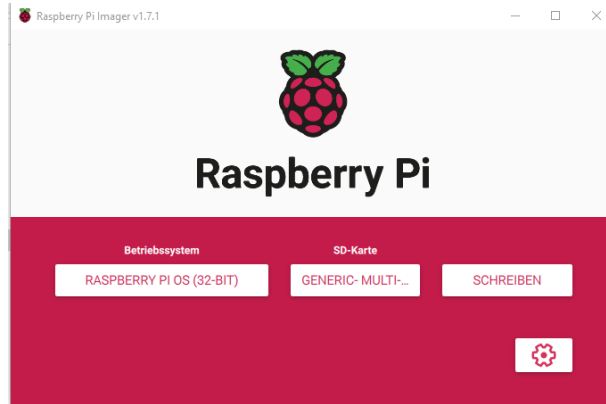 Raspberry Pi Imager v1.7.1
Raspberry Pi
Betriebssystem
SD-Karte
RASPBERRY PI OS (32-BIT)
GENERIC- MULTI-...
SCHREIBEN